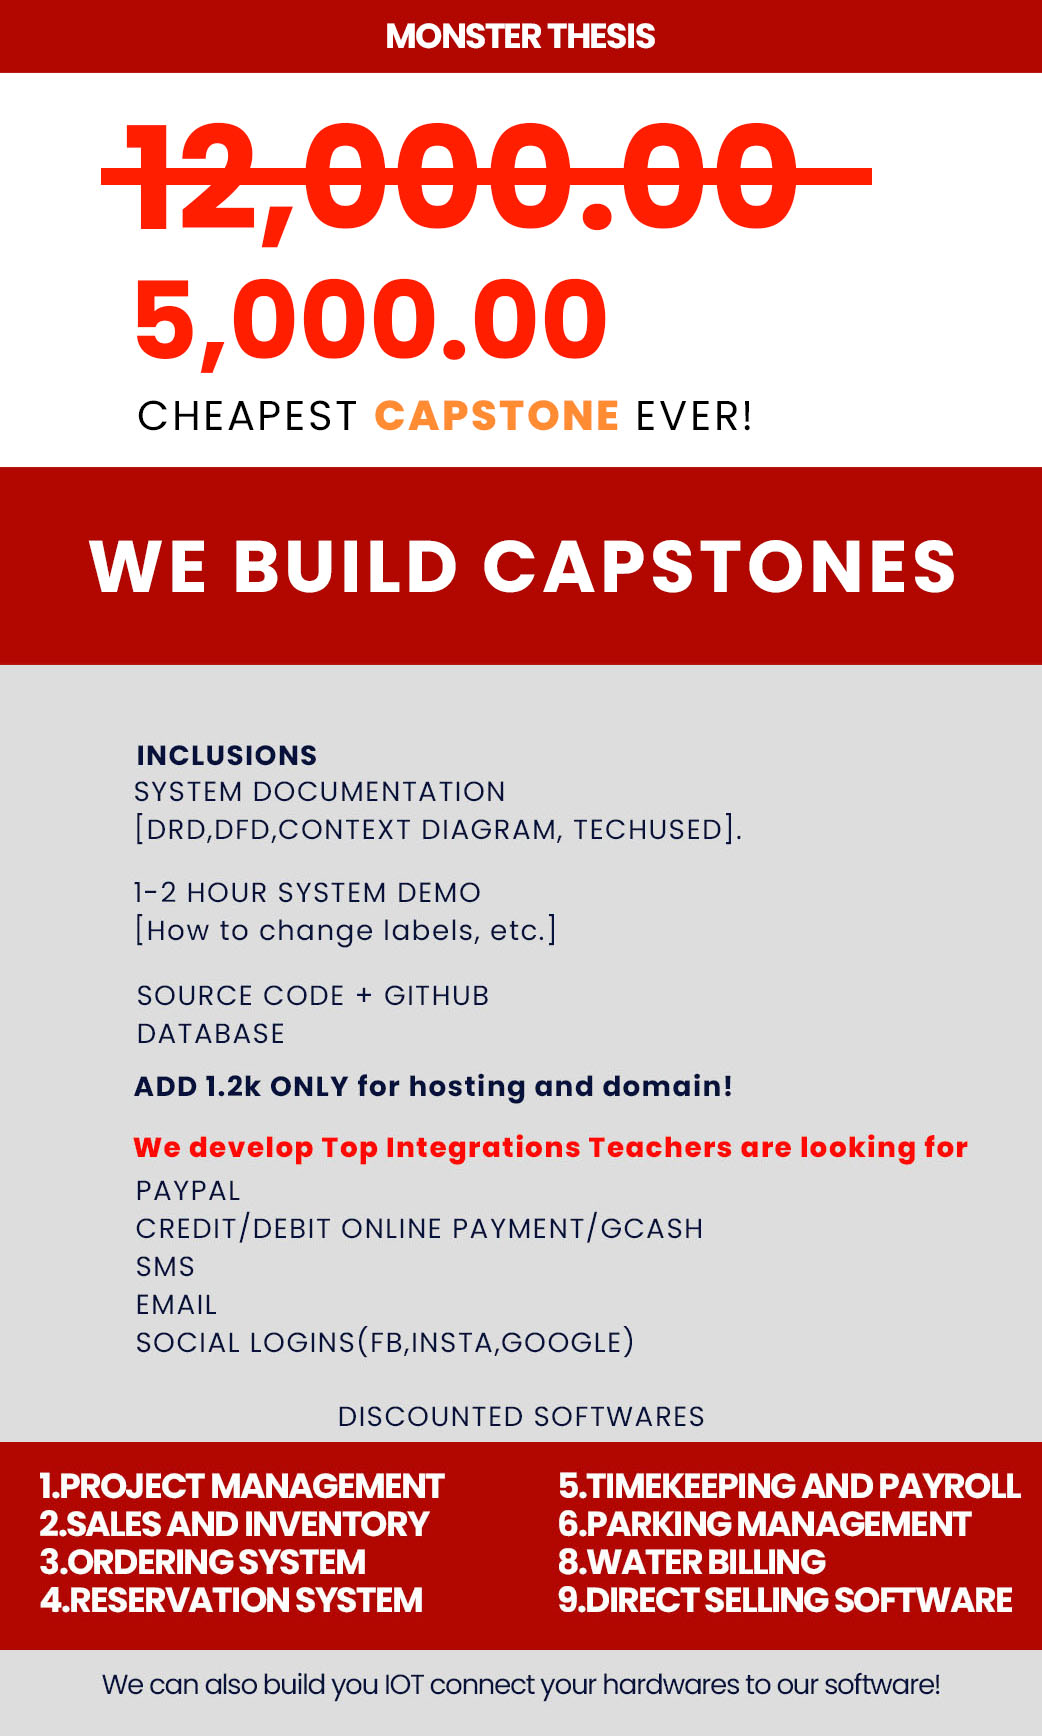 MONSTER THESIS
12,000.00
5,000.00
CHEAPEST CAPSTONE EVER!
WE BUILD CAPSTONES
INCLUSIONS
SYSTEM DOCUMENTATION
[DRD,DFD,CONTEXT DIAGRAM, TECHUSED].
1-2 HOUR SYSTEM DEMO
[How to change labels, etc.]
SOURCE CODE + GITHUB
DATABASE
ADD 1.2k ONLY for hosting and domain!
We develop Top Integrations Teachers are looking for
PAYPAL
CREDIT/DEBIT ONLINE PAYMENT/GCASH
SMS
EMAIL
SOCIAL LOGINS(FB,INSTA,GOOGLE)
DISCOUNTED SOFTWARES
1.PROJECT MANAGEMENT
2.SALES AND INVENTORY
3.ORDERING SYSTEM
4.RESERVATION SYSTEM
5.TIMEKEEPING AND PAYROLL
6.PARKING MANAGEMENT
8.WATER BILLING
9.DIRECT SELLING SOFTWARE
We can also build you IOT connect your hardwares to our software!